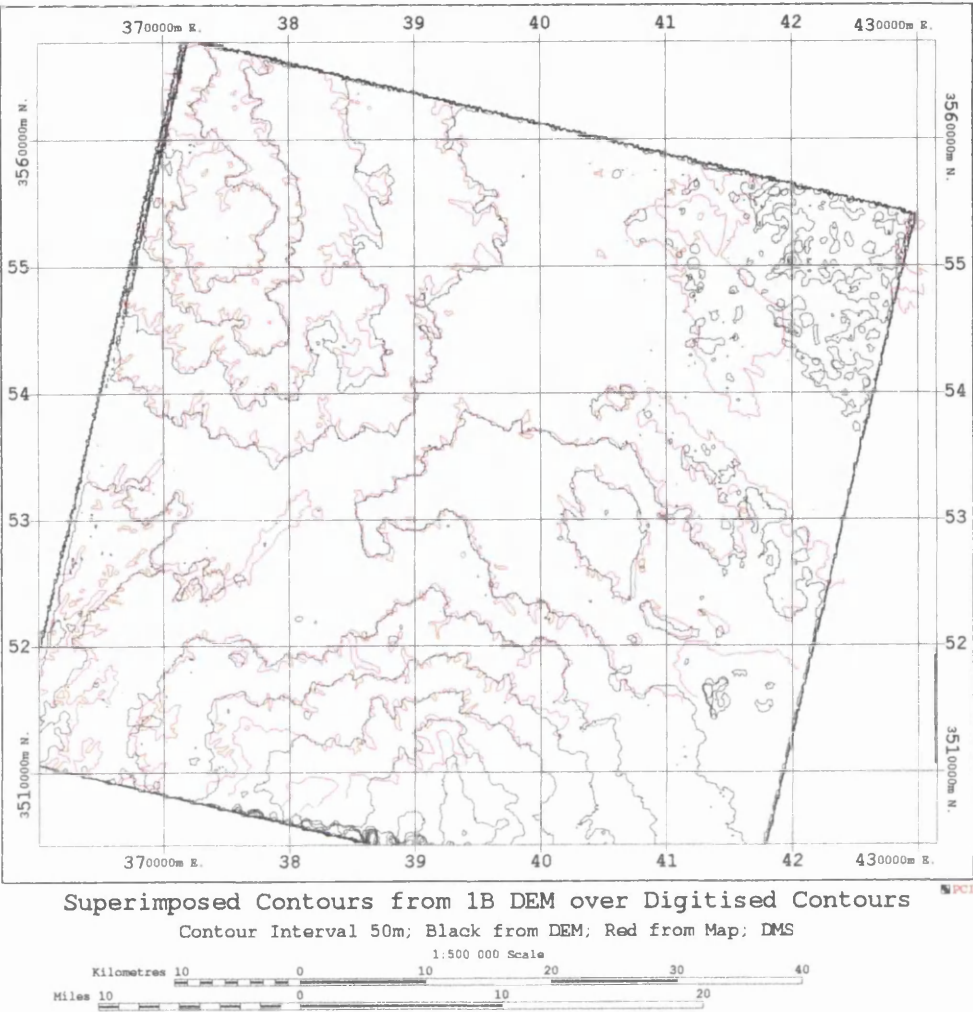 370000m E. 38 39 40 41 42 430000m E.
3560000m N. 3560000m N.
55 55
54 54
53 53
52 52
3510000m N. 3510000m N.
370000m E. 38 39 40 41 42 430000m E.
PCI
Superimposed Contours from 1B DEM over Digitised Contours
Contour Interval 50m; Black from DEM; Red from Map; DMS
1:500 000 Scale
Kilometres 10 0 10 20 30 40
Miles 10 0 10 20